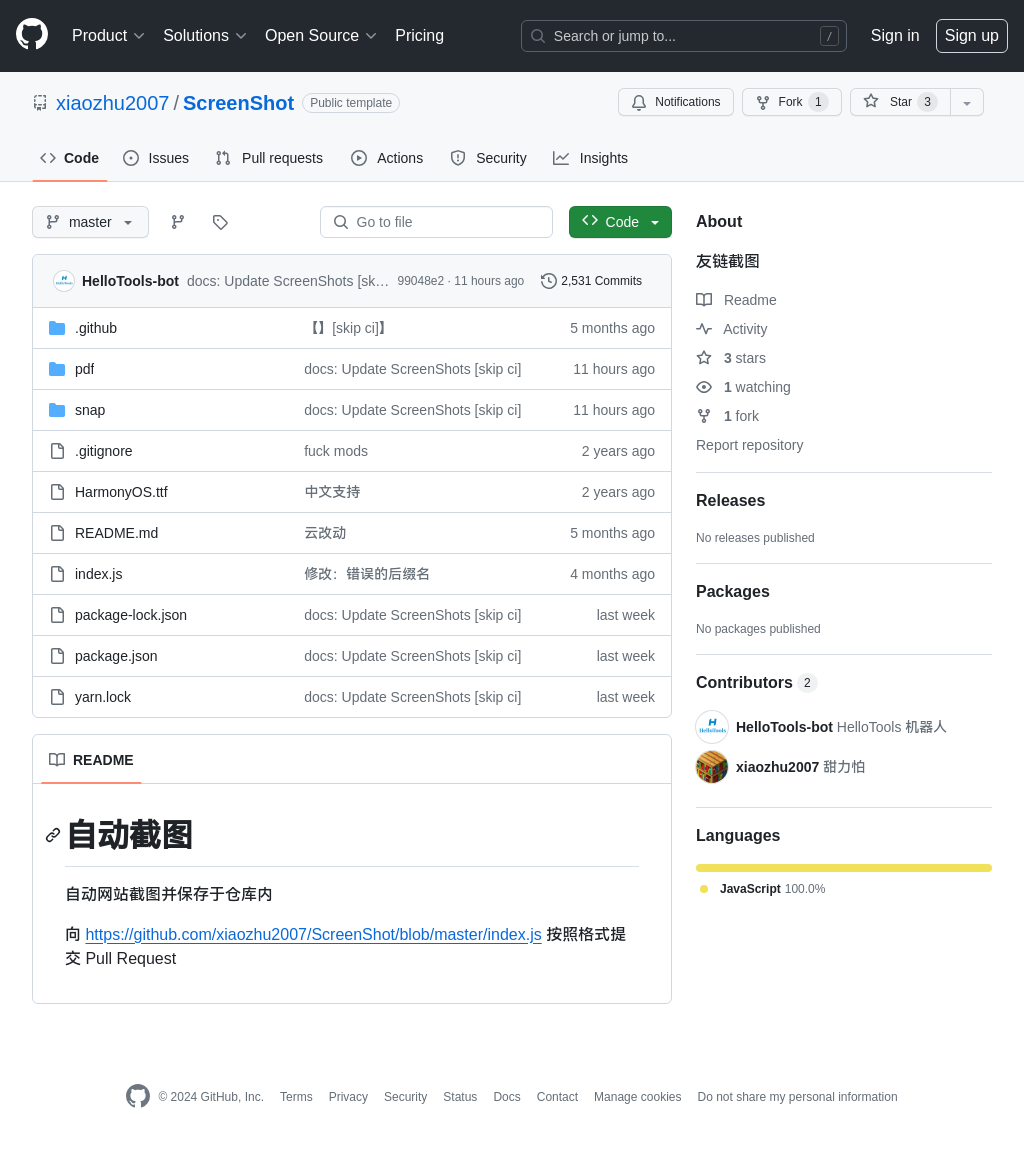 Product Solutions Open Source Pricing Search or jump to... / Sign in Sign up
xiaozhu2007 / ScreenShot Public template Notifications Fork 1 Star 3
Code Issues Pull requests Actions Security Insights
master Go to file Code
HelloTools-bot docs: Update ScreenShots [sk… 99048e2 · 11 hours ago 2,531 Commits
.github 【】[skip ci]】 5 months ago
pdf docs: Update ScreenShots [skip ci] 11 hours ago
snap docs: Update ScreenShots [skip ci] 11 hours ago
.gitignore fuck mods 2 years ago
HarmonyOS.ttf 中文支持 2 years ago
README.md 云改动 5 months ago
index.js 修改：错误的后缀名 4 months ago
package-lock.json docs: Update ScreenShots [skip ci] last week
package.json docs: Update ScreenShots [skip ci] last week
yarn.lock docs: Update ScreenShots [skip ci] last week
README
自动截图
自动网站截图并保存于仓库内
向 https://github.com/xiaozhu2007/ScreenShot/blob/master/index.js 按照格式提
交 Pull Request
About
友链截图
Readme
Activity
3 stars
1 watching
1 fork
Report repository
Releases
No releases published
Packages
No packages published
Contributors 2
HelloTools HelloTools-bot HelloTools 机器人
xiaozhu2007 甜力怕
Languages
JavaScript 100.0%
© 2024 GitHub, Inc. Terms Privacy Security Status Docs Contact Manage cookies Do not share my personal information